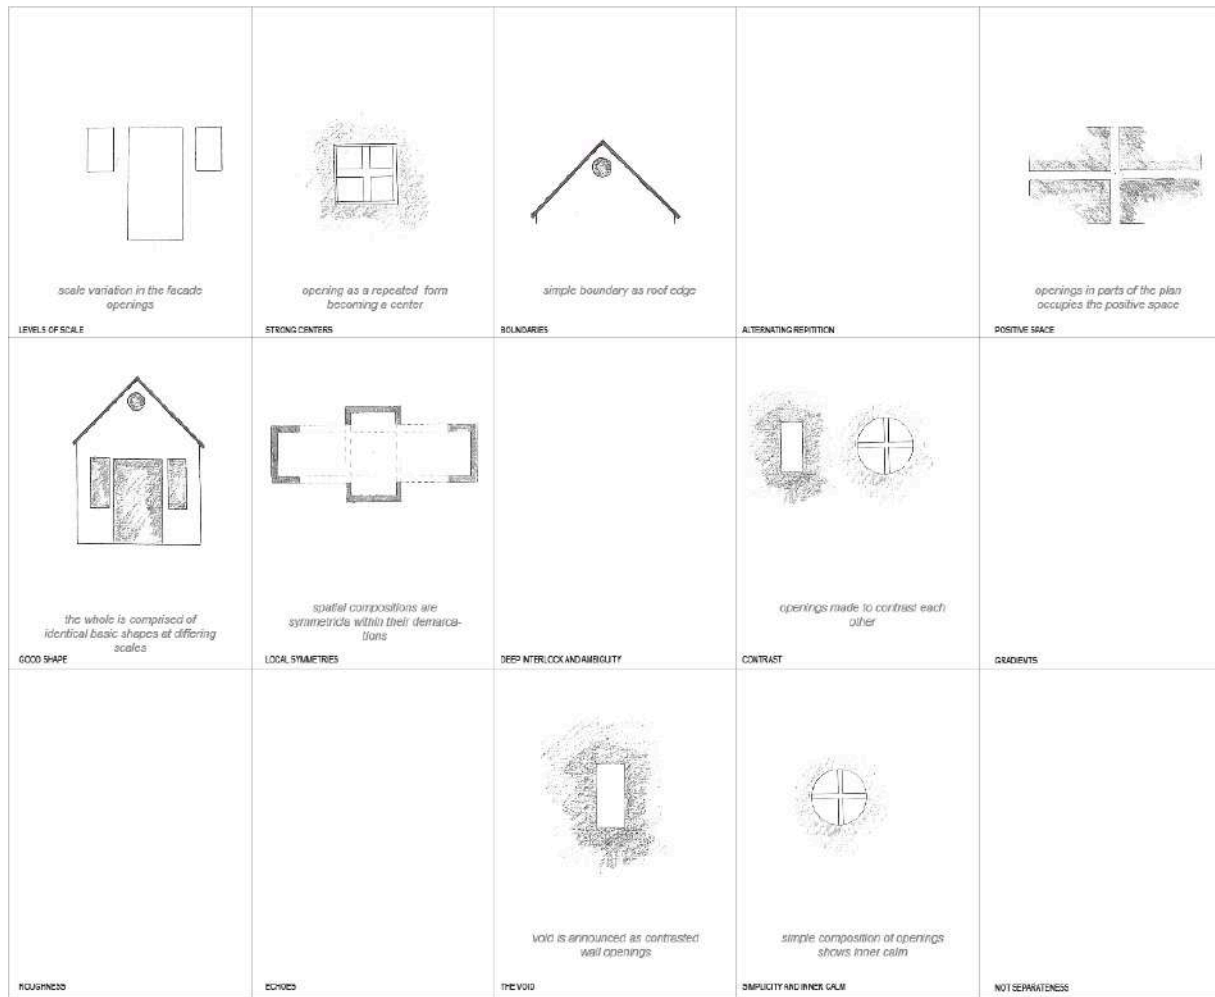 scale variation in the facade
openings
LEVELS OF SCALE
opening as a repeated form
becoming a center
STRONG CENTERS
simple boundary as roof edge
BOUNDARIES
ALTERNATING REPITITION
openings in parts of the plan
occupies the positive space
POSITIVE SPACE
the whole is comprised of
identical basic shapes at differing
scales
GOOD SHAPE
spatial compositions are
symmetricla within their demarca-
tions
LOCAL SYMMETRIES
DEEP INTERLOCK AND AMBIGUITY
openings made to contrast each
other
CONTRAST
GRADIENTS
ROUGHNESS
ECHOES
void is announced as contrasted
wall openings
THE VOID
simple composition of openings
shows inner calm
SIMPLICITY AND INNER CALM
NOT SEPARATENESS